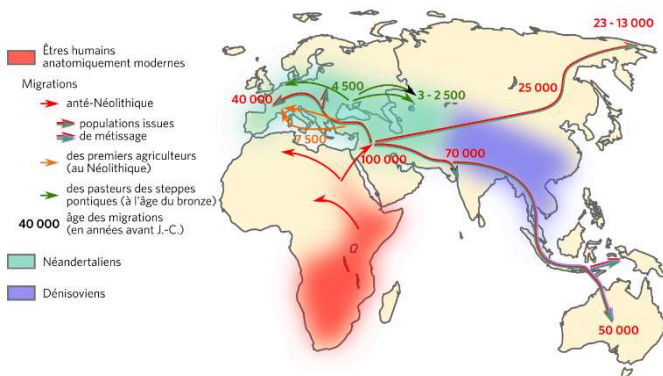 Êtres humains
anatomiquement modernes
Migrations
anté-Néolithique
populations issues
de métissage
des premiers agriculteurs
(au Néolithique)
des pasteurs des steppes
pontiques (à l'âge du bronze)
40 000 âge des migrations
(en années avant J.-C.)
Néandertaliens
Dénisoviens
23 - 13 000
25 000
4 500
3 - 2 500
40 000
7 500
100 000
70 000
50 000